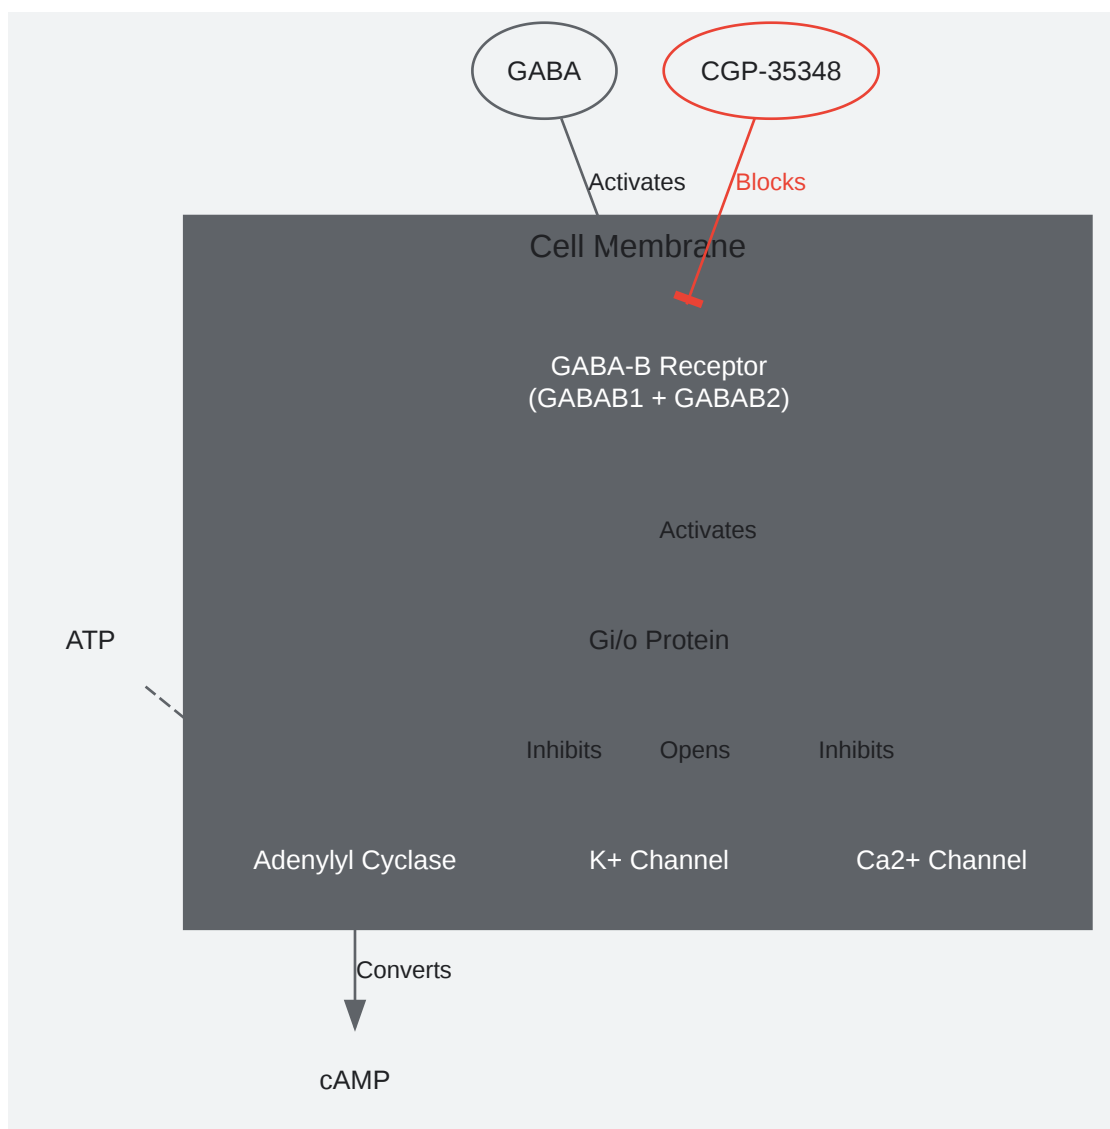 GABA
CGP-35348
Activates
Blocks
Cell Membrane
GABA-B Receptor
(GABAB1 + GABAB2)
Activates
ATP
Gi/o Protein
Inhibits
Opens
Inhibits
Adenylyl Cyclase
K+ Channel
Ca2+ Channel
Converts
cAMP